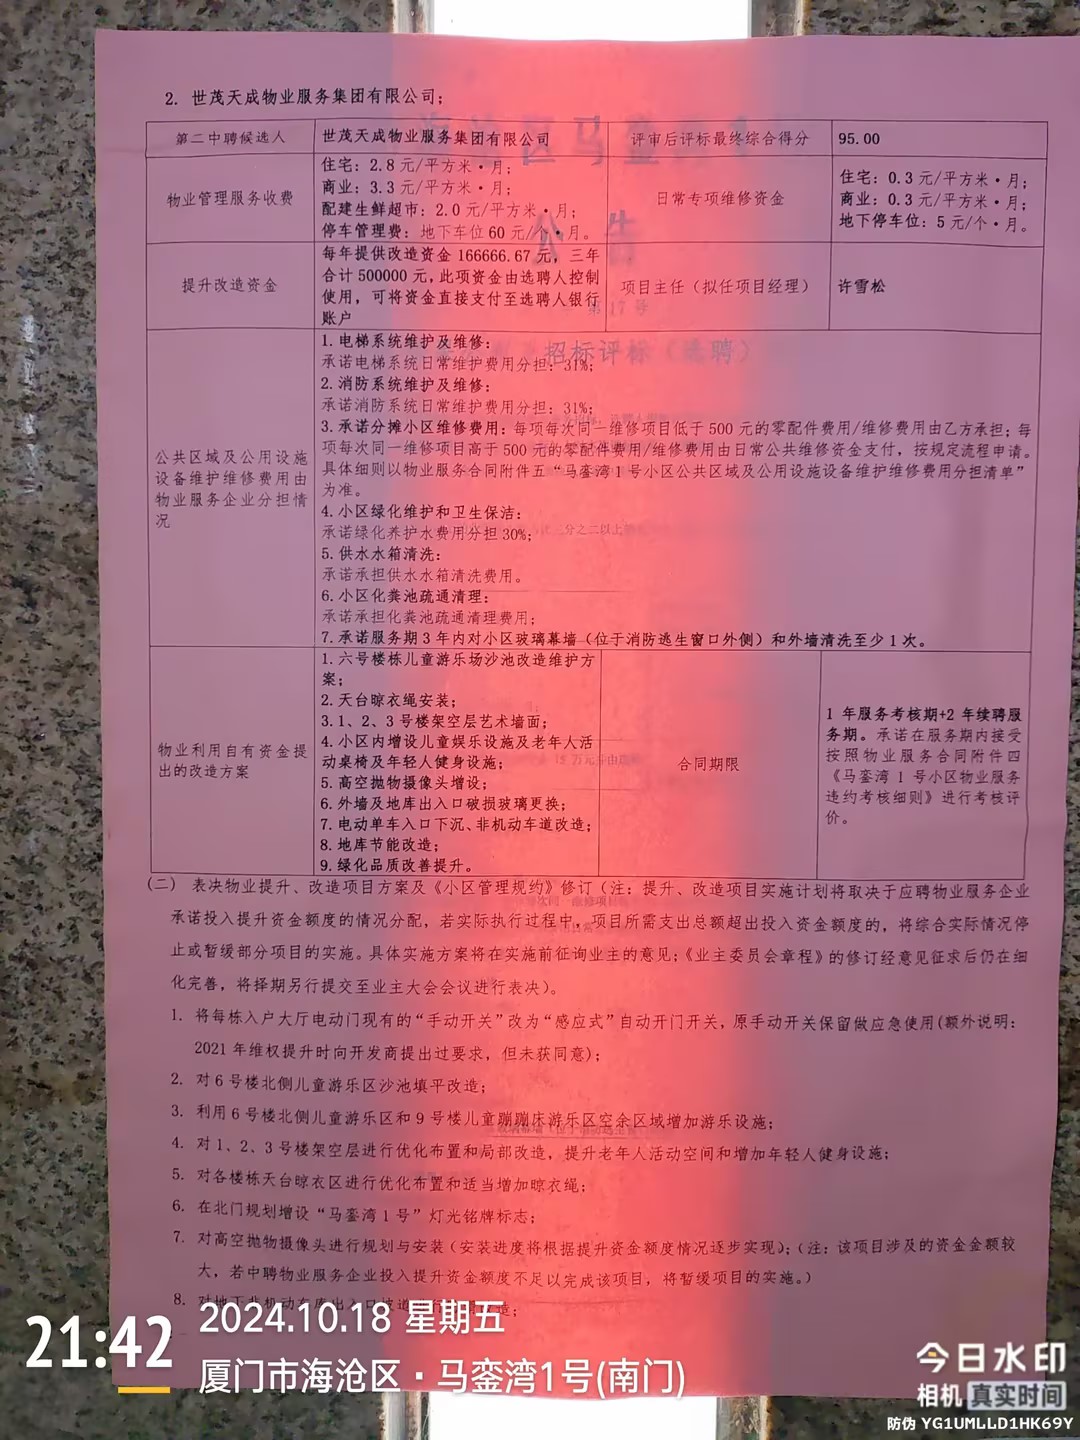 2. 世茂天成物业服务集团有限公司;
第二中聘候选人
世茂天成物业服务集团有限公司
评审后评标最终综合得分
95.00
物业管理服务收费
住宅: 2.8 元/平方米·月;
商业: 3.3 元/平方米·月;
配建生鲜超市: 2.0 元/平方米·月;
停车管理费: 地下车位 60 元/个·月。
日常专项维修资金
住宅: 0.3 元/平方米·月;
商业: 0.3 元/平方米·月;
地下停车位: 5 元/个·月。
提升改造资金
每年提供改造资金 166666.67 元, 三年
合计 500000 元, 此项资金由选聘人控制
使用, 可将资金直接支付至选聘人银行
账户
项目主任（拟任项目经理）
许雪松
公告
第 17 号
招标评标（选聘）
公共区域及公用设施
设备维护维修费用由
物业服务企业分担情
况
1. 电梯系统维护及维修:
承诺电梯系统日常维护费用分担: 31%;
2. 消防系统维护及维修:
承诺消防系统日常维护费用分担: 31%;
3. 承诺分摊小区维修费用: 每项每次同一维修项目低于 500 元的零配件费用/维修费用由乙方承担; 每
项每次同一维修项目高于 500 元的零配件费用/维修费用由日常公共维修资金支付, 按规定流程申请。
具体细则以物业服务合同附件五“马銮湾 1 号小区公共区域及公用设施设备维护维修费用分担清单”
为准。
4. 小区绿化维护和卫生保洁:
承诺绿化养护水费用分担 30%;
5. 供水水箱清洗:
承诺承担供水水箱清洗费用。
6. 小区化粪池疏通清理:
承诺承担化粪池疏通清理费用;
7. 承诺服务期 3 年内对小区玻璃幕墙（位于消防逃生窗口外侧）和外墙清洗至少 1 次。
物业利用自有资金提
出的改造方案
1. 六号楼栋儿童游乐场沙池改造维护方
案;
2. 天台晾衣绳安装;
3. 1、2、3 号楼架空层艺术墙面;
4. 小区内增设儿童娱乐设施及老年人活
动桌椅及年轻人健身设施;
5. 高空抛物摄像头增设;
6. 外墙及地库出入口破损玻璃更换;
7. 电动单车入口下沉、非机动车道改造;
8. 地库节能改造;
9. 绿化品质改善提升。
合同期限
1 年服务考核期+2 年续聘服
务期。承诺在服务期内接受
按照物业服务合同附件四
《马銮湾 1 号小区物业服务
违约考核细则》进行考核评
价。
(二) 表决物业提升、改造项目方案及《小区管理规约》修订（注: 提升、改造项目实施计划将取决于应聘物业服务企业
承诺投入提升资金额度的情况分配, 若实际执行过程中, 项目所需支出总额超出投入资金额度的, 将综合实际情况停
止或暂缓部分项目的实施。具体实施方案将在实施前征询业主的意见;《业主委员会章程》的修订经意见征求后仍在细
化完善, 将择期另行提交至业主大会会议进行表决）。
1. 将每栋入户大厅电动门现有的“手动开关”改为“感应式”自动开门开关, 原手动开关保留做应急使用(额外说明:
2021 年维权提升时向开发商提出过要求, 但未获同意);
2. 对 6 号楼北侧儿童游乐区沙池填平改造;
3. 利用 6 号楼北侧儿童游乐区和 9 号楼儿童蹦蹦床游乐区空余区域增加游乐设施;
4. 对 1、2、3 号楼架空层进行优化布置和局部改造, 提升老年人活动空间和增加年轻人健身设施;
5. 对各楼栋天台晾衣区进行优化布置和适当增加晾衣绳;
6. 在北门规划增设“马銮湾 1 号”灯光铭牌标志;
7. 对高空抛物摄像头进行规划与安装（安装进度将根据提升资金额度情况逐步实现);（注: 该项目涉及的资金金额较
大, 若中聘物业服务企业投入提升资金额度不足以完成该项目, 将暂缓项目的实施。）
8. 对地下非机动车库出入口坡道
21:42
2024.10.18 星期五
厦门市海沧区·马銮湾1号(南门)
今日水印
相机 真实时间
防伪 YG1UMLLD1HK69Y